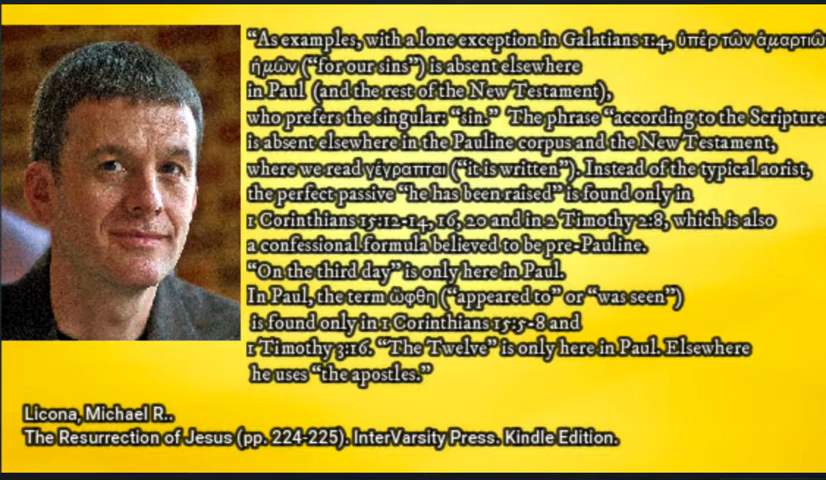 “As examples, with a lone exception in Galatians 1:4, ὑπὲρ τῶν ἁμαρτιῶ
ἡμῶν (“for our sins”) is absent elsewhere
in Paul (and the rest of the New Testament),
who prefers the singular: “sin.” The phrase “according to the Scripture
is absent elsewhere in the Pauline corpus and the New Testament,
where we read γέγραπται (“it is written”). Instead of the typical aorist,
the perfect passive “he has been raised” is found only in
1 Corinthians 15:12-14, 16, 20 and in 2 Timothy 2:8, which is also
a confessional formula believed to be pre-Pauline.
“On the third day” is only here in Paul.
In Paul, the term ὤφθη (“appeared to” or “was seen”)
is found only in 1 Corinthians 15:5-8 and
1 Timothy 3:16. “The Twelve” is only here in Paul. Elsewhere
he uses “the apostles.”
Licona, Michael R..
The Resurrection of Jesus (pp. 224-225). InterVarsity Press. Kindle Edition.